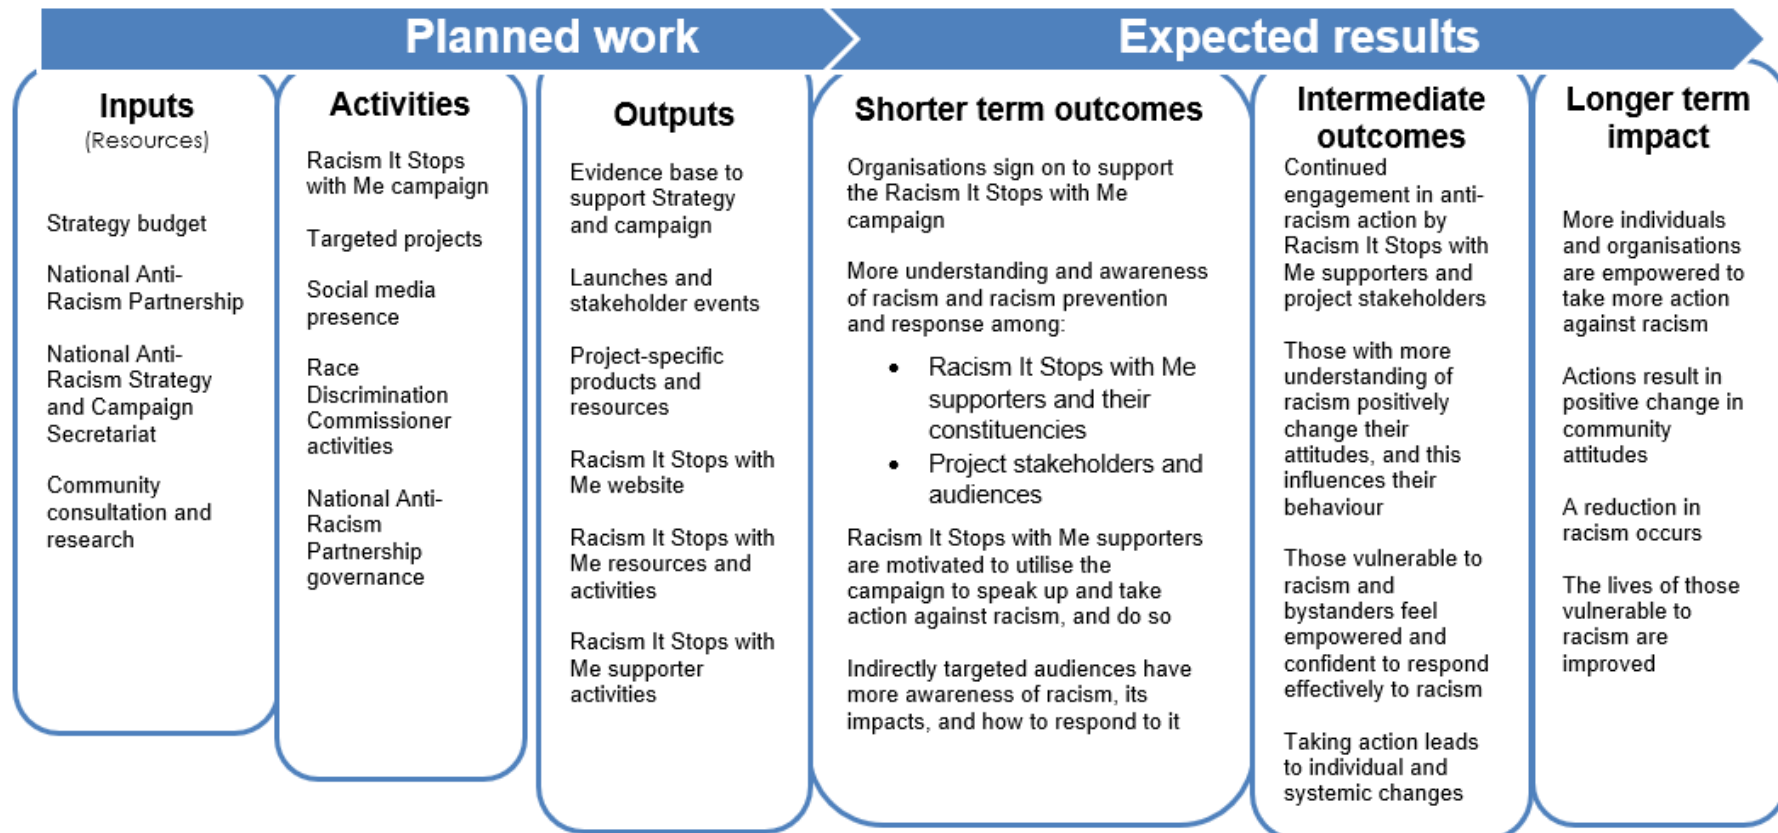 Planned work
Expected results
Inputs
(Resources)
Strategy budget
National Anti-
Racism Partnership
National Anti-
Racism Strategy
and Campaign
Secretariat
Community
consultation and
research
Activities
Racism It Stops
with Me campaign
Targeted projects
Social media
presence
Race
Discrimination
Commissioner
activities
National Anti-
Racism
Partnership
governance
Outputs
Evidence base to
support Strategy
and campaign
Launches and
stakeholder events
Project-specific
products and
resources
Racism It Stops with
Me website
Racism It Stops with
Me resources and
activities
Racism It Stops with
Me supporter
activities
Shorter term outcomes
Organisations sign on to support
the Racism It Stops with Me
campaign
More understanding and awareness
of racism and racism prevention
and response among:
• Racism It Stops with Me
supporters and their
constituencies
• Project stakeholders and
audiences
Racism It Stops with Me supporters
are motivated to utilise the
campaign to speak up and take
action against racism, and do so
Indirectly targeted audiences have
more awareness of racism, its
impacts, and how to respond to it
Intermediate
outcomes
Continued
engagement in anti-
racism action by
Racism It Stops with
Me supporters and
project stakeholders
Those with more
understanding of
racism positively
change their
attitudes, and this
influences their
behaviour
Those vulnerable to
racism and
bystanders feel
empowered and
confident to respond
effectively to racism
Taking action leads
to individual and
systemic changes
Longer term
impact
More individuals
and organisations
are empowered to
take more action
against racism
Actions result in
positive change in
community
attitudes
A reduction in
racism occurs
The lives of those
vulnerable to
racism are
improved